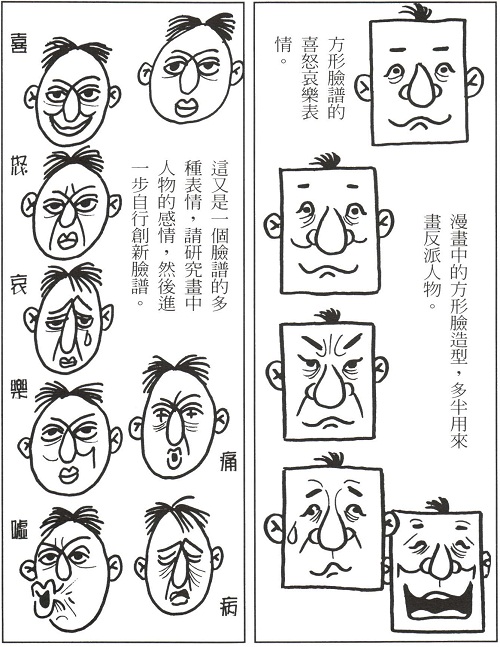 方形臉譜的
喜怒哀樂表
情。
漫畫中的方形臉造型，多半用來
畫反派人物。
這又是一個臉譜的多
種表情，請研究畫中
人物的感情，然後進
一步自行創新臉譜。
喜
怒
哀
樂
噓
痛
病